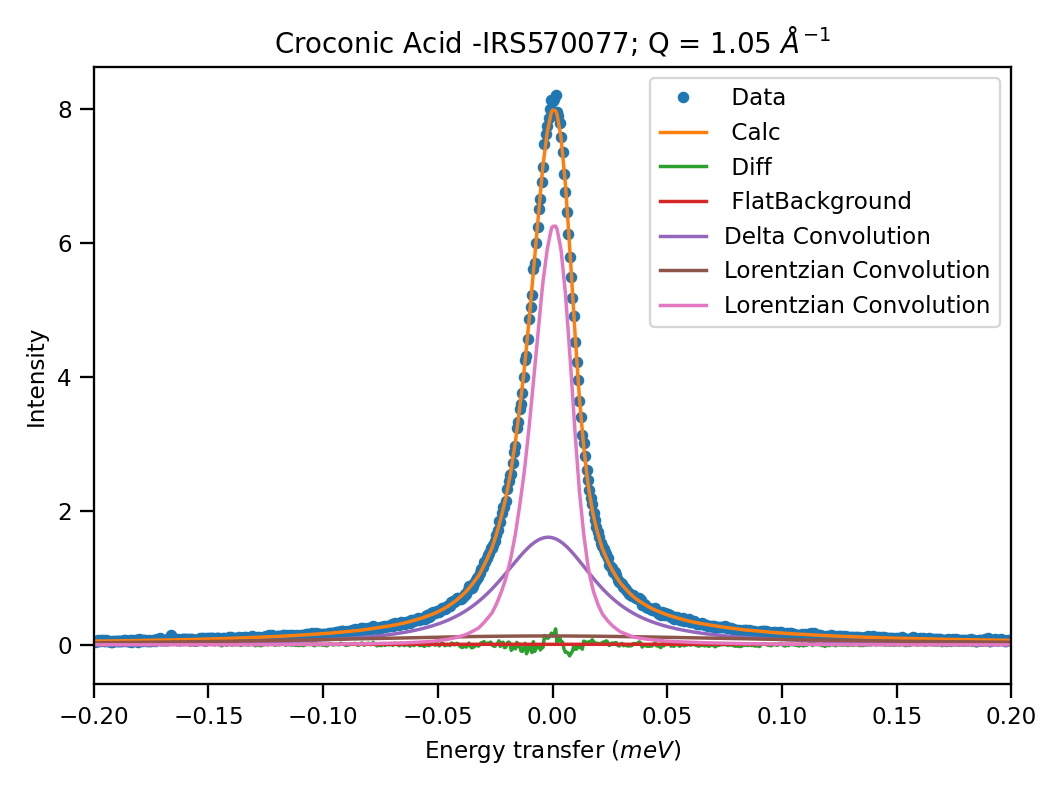 Croconic Acid -IRS570077; Q = 1.05 Å⁻¹
Data
Calc
Diff
FlatBackground
Delta Convolution
Lorentzian Convolution
Lorentzian Convolution
Intensity
8
6
4
2
0
−0.20 −0.15 −0.10 −0.05 0.00 0.05 0.10 0.15 0.20
Energy transfer (meV)